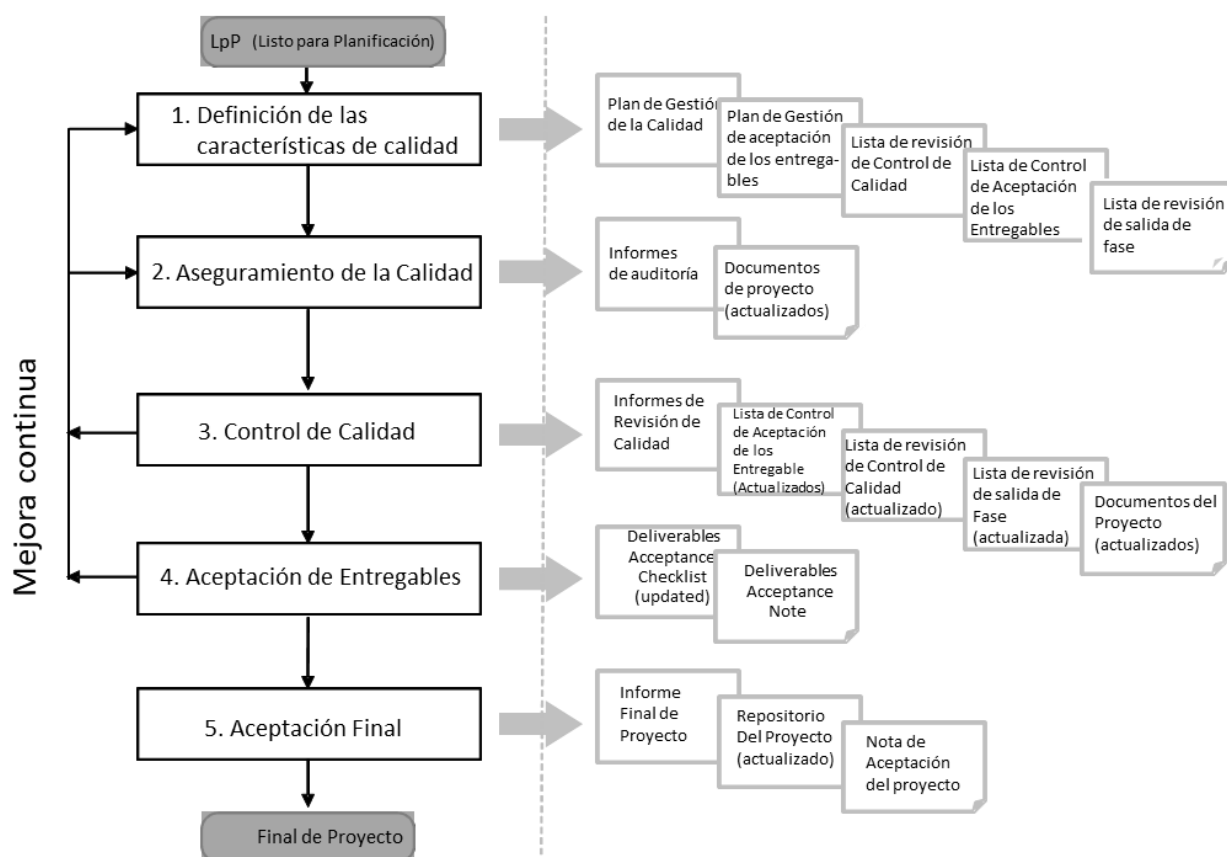 LpP (Listo para Planificación)
1. Definición de las
características de calidad
Plan de Gestión
de la Calidad
Plan de Gestión
de aceptación
de los entrega-
bles
Lista de revisión
de Control de
Calidad
Lista de Control
de Aceptación
de los
Entregables
Lista de revisión
de salida de
fase
2. Aseguramiento de la Calidad
Informes
de auditoría
Documentos
de proyecto
(actualizados)
Mejora continua
3. Control de Calidad
Informes de
Revisión de
Calidad
Lista de Control
de Aceptación
de los
Entregable
(Actualizados)
Lista de revisión
de Control de
Calidad
(actualizado)
Lista de revisión
de salida de
Fase
(actualizada)
Documentos del
Proyecto
(actualizados)
4. Aceptación de Entregables
Deliverables
Acceptance
Checklist
(updated)
Deliverables
Acceptance
Note
5. Aceptación Final
Informe
Final de
Proyecto
Repositorio
Del Proyecto
(actualizado)
Nota de
Aceptación
del proyecto
Final de Proyecto